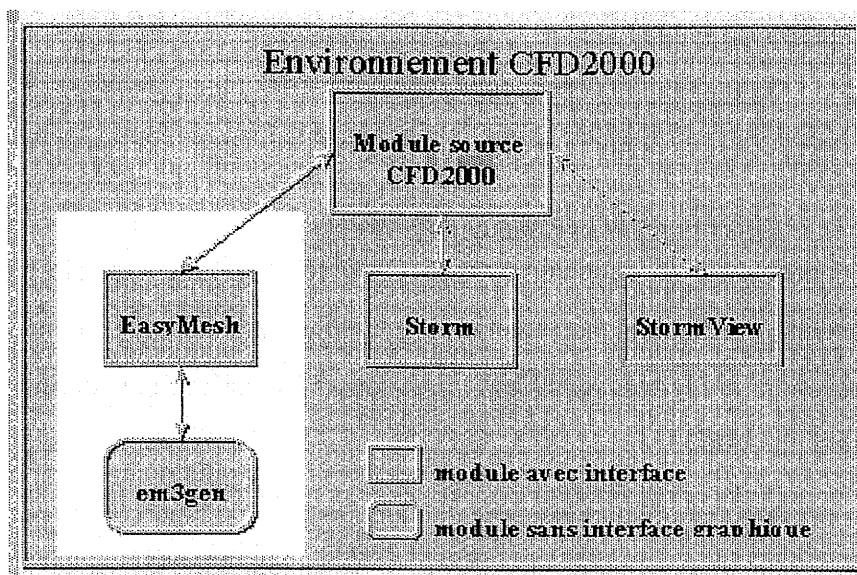 Environnement CFD2000
Module source
CFD2000
EasyMesh
Storm
StormView
em3gen
module avec interface
module sans interface graphique